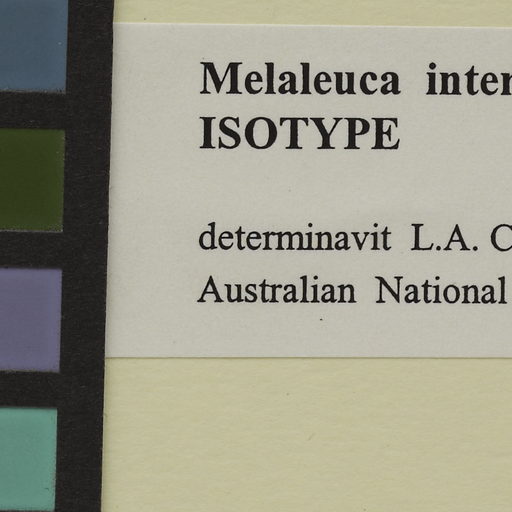 Melaleuca inter
ISOTYPE
determinavit L.A. C
Australian National